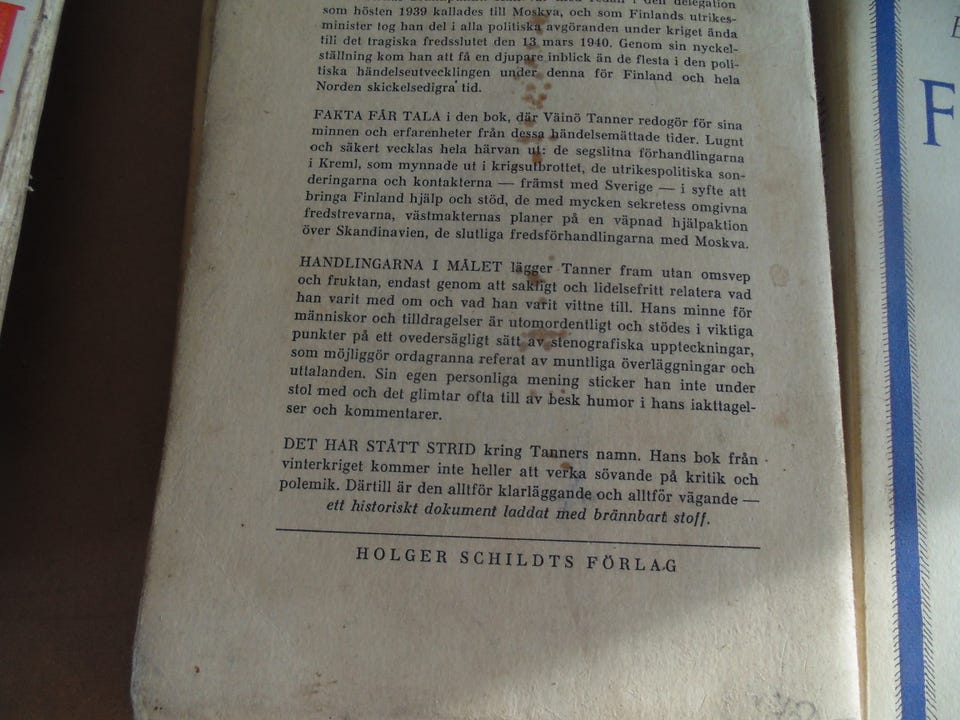 i den delegation
som hösten 1939 kallades till Moskva, och som Finlands utrikes-
minister tog han del i alla politiska avgöranden under kriget ända
till det tragiska fredsslutet den 13 mars 1940. Genom sin nyckel-
ställning kom han att få en djupare inblick än de flesta i den poli-
tiska händelseutvecklingen under denna för Finland och hela
Norden skickelsedigra tid.
FAKTA FÅR TALA i den bok, där Väinö Tanner redogör för sina
minnen och erfarenheter från dessa händelsemättade tider. Lugnt
och säkert vecklas hela härvan ut: de segslitna förhandlingarna
i Kreml, som mynnade ut i krigsutbrottet, de utrikespolitiska son-
deringarna och kontakterna — främst med Sverige — i syfte att
bringa Finland hjälp och stöd, de med mycken sekretess omgivna
fredstrevarna, västmakternas planer på en väpnad hjälpaktion
över Skandinavien, de slutliga fredsförhandlingarna med Moskva.
HANDLINGARNA I MÅLET lägger Tanner fram utan omsvep
och fruktan, endast genom att sakligt och lidelsefritt relatera vad
han varit med om och vad han varit vittne till. Hans minne för
människor och tilldragelser är utomordentligt och stödes i viktiga
punkter på ett ovedersägligt sätt av stenografiska uppteckningar,
som möjliggör ordagranna referat av muntliga överläggningar och
uttalanden. Sin egen personliga mening sticker han inte under
stol med och det glimtar ofta till av besk humor i hans iakttagel-
ser och kommentarer.
DET HAR STÅTT STRID kring Tanners namn. Hans bok från
vinterkriget kommer inte heller att verka sövande på kritik och
polemik. Därtill är den alltför klarläggande och alltför vägande —
ett historiskt dokument laddat med brännbart stoff.
HOLGER SCHILDTS FÖRLAG
F